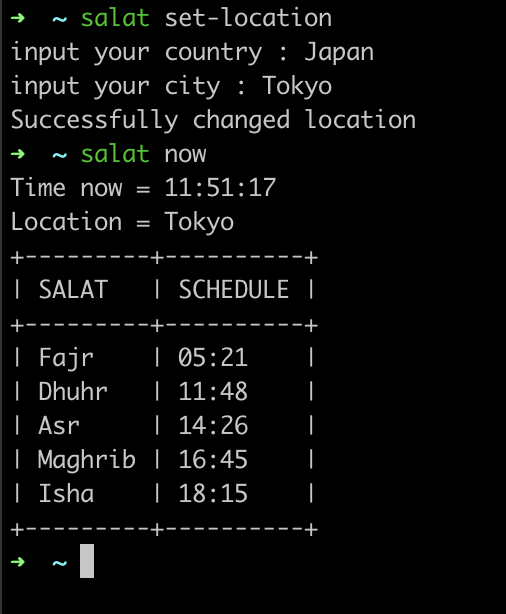 ➜  ~ salat set-location
input your country : Japan
input your city : Tokyo
Successfully changed location
➜  ~ salat now
Time now = 11:51:17
Location = Tokyo
+---------+----------+
| SALAT   | SCHEDULE |
+---------+----------+
| Fajr    | 05:21    |
| Dhuhr   | 11:48    |
| Asr     | 14:26    |
| Maghrib | 16:45    |
| Isha    | 18:15    |
+---------+----------+
➜  ~